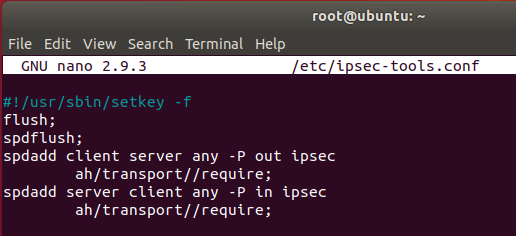 root@ubuntu: ~
File Edit View Search Terminal Help
GNU nano 2.9.3 /etc/ipsec-tools.conf
#!/usr/sbin/setkey -f
flush;
spdflush;
spdadd client server any -P out ipsec
ah/transport//require;
spdadd server client any -P in ipsec
ah/transport//require;